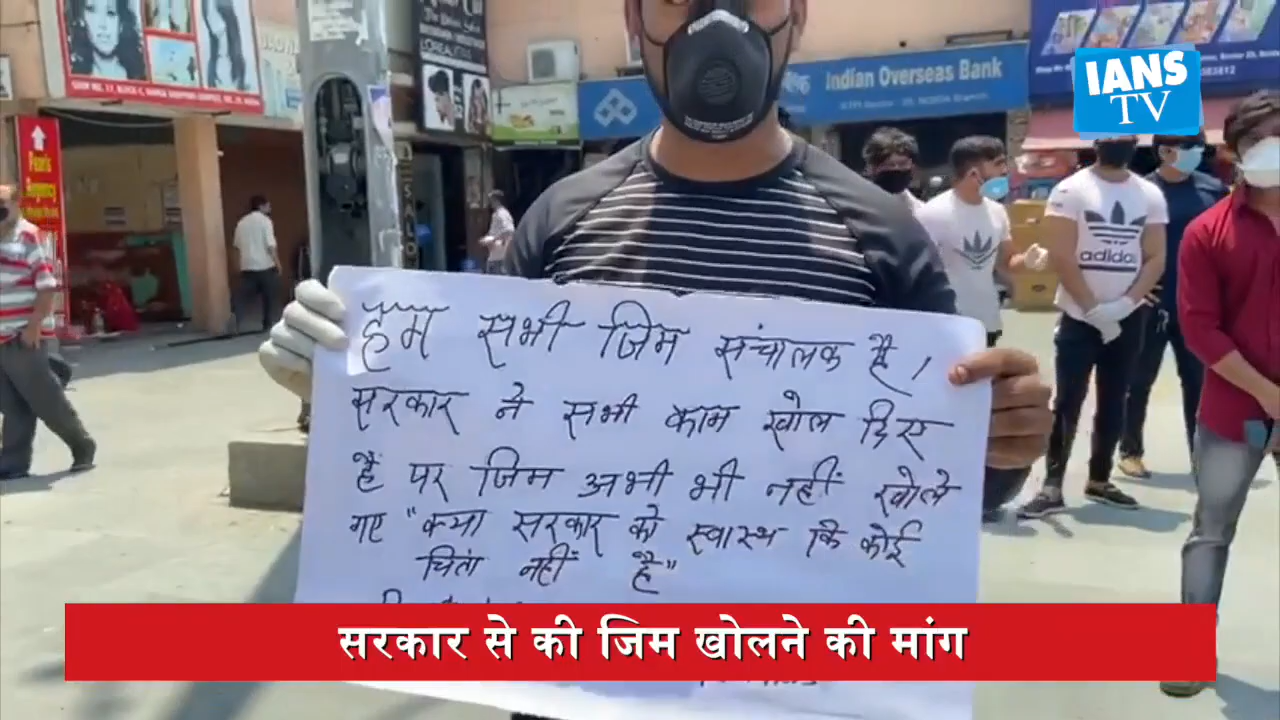 IANS
TV
Indian Overseas Bank
adidas
हम सभी जिम संचालक है।
सरकार ने सभी काम खोल दिए
है पर जिम अभी भी नहीं खोले
गए "क्या सरकार को स्वास्थ कि कोई
चिंता नहीं है"
सरकार से की जिम खोलने की मांग